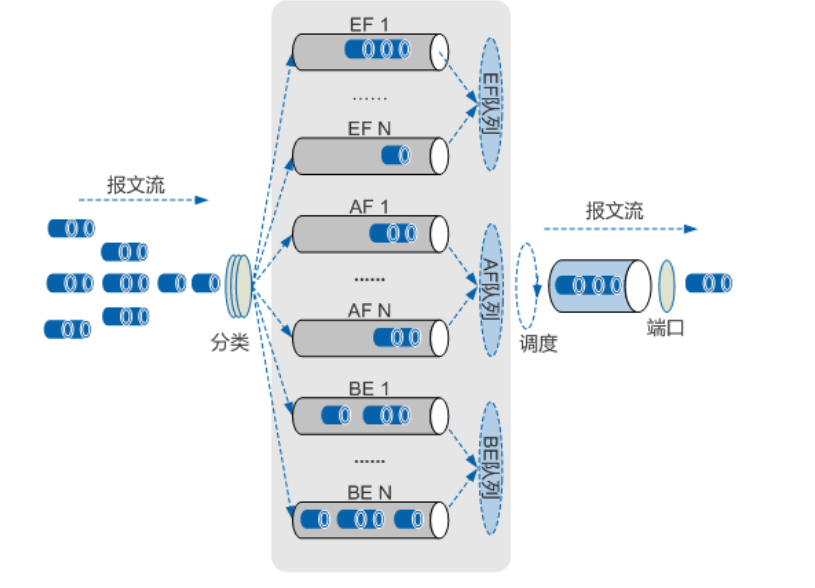 EF 1
……
EF N
EF队列
报文流
分类
AF 1
……
AF N
AF队列
调度
报文流
端口
BE 1
……
BE N
BE队列